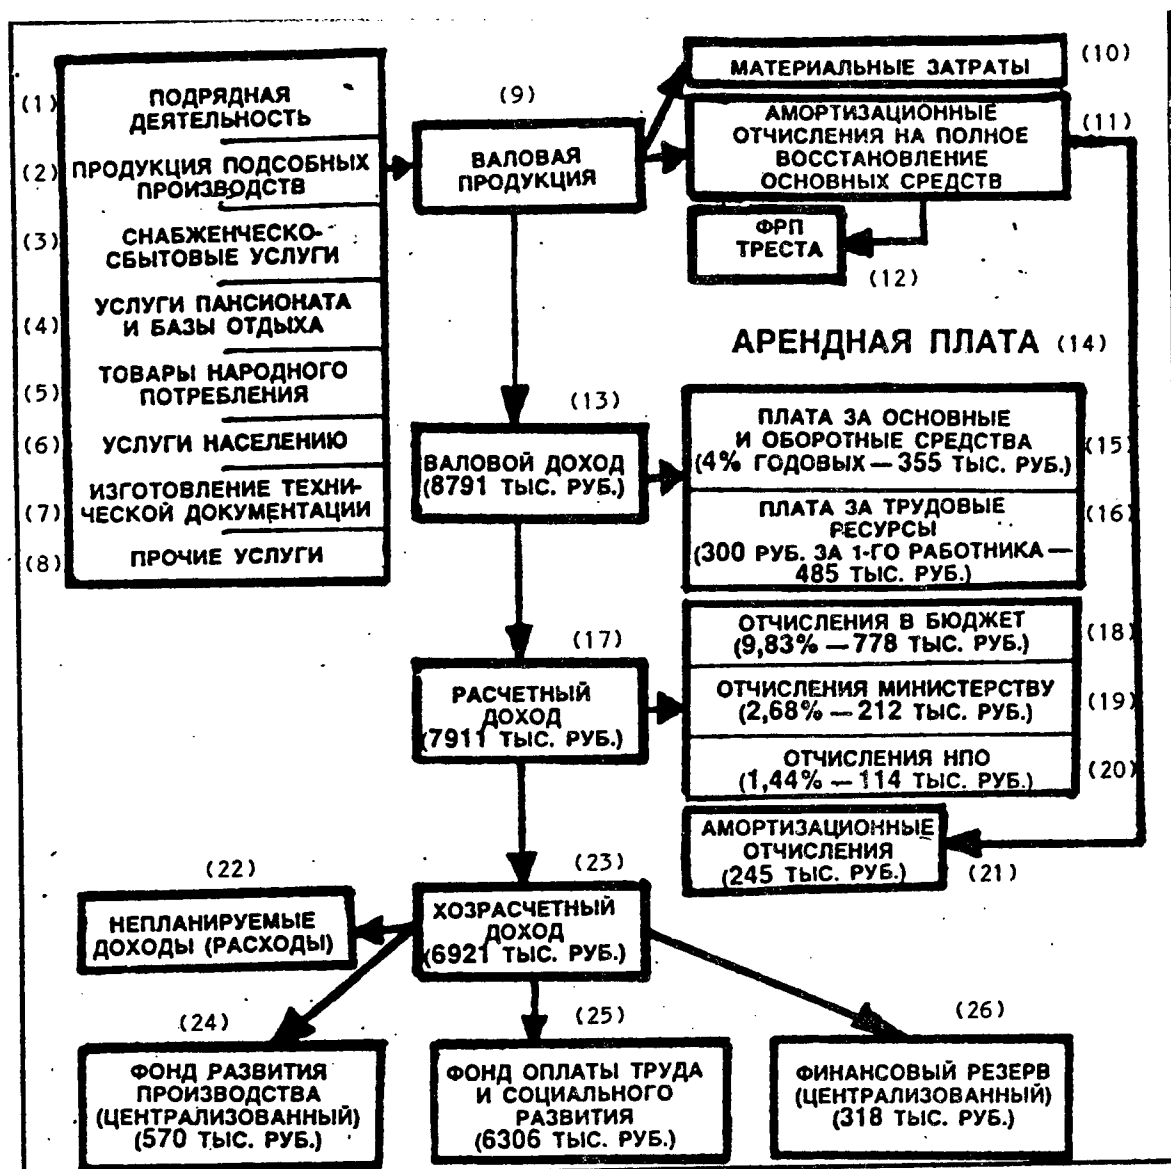 (1)
ПОДРЯДНАЯ
ДЕЯТЕЛЬНОСТЬ
(2)
ПРОДУКЦИЯ ПОДСОБНЫХ
ПРОИЗВОДСТВ
(3)
СНАБЖЕНЧЕСКО-
СБЫТОВЫЕ УСЛУГИ
(4)
УСЛУГИ ПАНСИОНАТА
И БАЗЫ ОТДЫХА
(5)
ТОВАРЫ НАРОДНОГО
ПОТРЕБЛЕНИЯ
(6)
УСЛУГИ НАСЕЛЕНИЮ
(7)
ИЗГОТОВЛЕНИЕ ТЕХНИ-
ЧЕСКОЙ ДОКУМЕНТАЦИИ
(8)
ПРОЧИЕ УСЛУГИ
(9)
ВАЛОВАЯ
ПРОДУКЦИЯ
МАТЕРИАЛЬНЫЕ ЗАТРАТЫ
(10)
АМОРТИЗАЦИОННЫЕ
ОТЧИСЛЕНИЯ НА ПОЛНОЕ
ВОССТАНОВЛЕНИЕ
ОСНОВНЫХ СРЕДСТВ
(11)
ФРП
ТРЕСТА
(12)
(13)
ВАЛОВОЙ ДОХОД
(8791 ТЫС. РУБ.)
АРЕНДНАЯ ПЛАТА (14)
ПЛАТА ЗА ОСНОВНЫЕ
И ОБОРОТНЫЕ СРЕДСТВА
(4% ГОДОВЫХ — 355 ТЫС. РУБ.)
(15)
ПЛАТА ЗА ТРУДОВЫЕ
РЕСУРСЫ
(300 РУБ. ЗА 1-ГО РАБОТНИКА —
485 ТЫС. РУБ.)
(16)
(17)
РАСЧЕТНЫЙ
ДОХОД
(7911 ТЫС. РУБ.)
ОТЧИСЛЕНИЯ В БЮДЖЕТ
(9,83% — 778 ТЫС. РУБ.)
(18)
ОТЧИСЛЕНИЯ МИНИСТЕРСТВУ
(2,68% — 212 ТЫС. РУБ.)
(19)
ОТЧИСЛЕНИЯ НПО
(1,44% — 114 ТЫС. РУБ.)
(20)
АМОРТИЗАЦИОННЫЕ
ОТЧИСЛЕНИЯ
(245 ТЫС. РУБ.)
(21)
(22)
НЕПЛАНИРУЕМЫЕ
ДОХОДЫ (РАСХОДЫ)
(23)
ХОЗРАСЧЕТНЫЙ
ДОХОД
(6921 ТЫС. РУБ.)
(24)
ФОНД РАЗВИТИЯ
ПРОИЗВОДСТВА
(ЦЕНТРАЛИЗОВАННЫЙ)
(570 ТЫС. РУБ.)
(25)
ФОНД ОПЛАТЫ ТРУДА
И СОЦИАЛЬНОГО
РАЗВИТИЯ
(6306 ТЫС. РУБ.)
(26)
ФИНАНСОВЫЙ РЕЗЕРВ
(ЦЕНТРАЛИЗОВАННЫЙ)
(318 ТЫС. РУБ.)